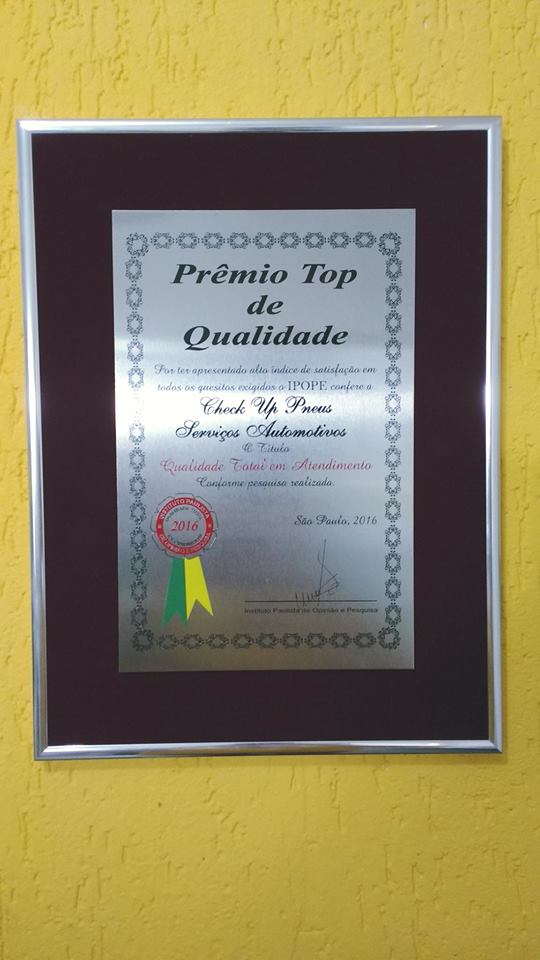 Prêmio Top
de
Qualidade
Por ter apresentado alto índice de satisfação em
todos os quesitos exigidos o IPOPE confere a
Check Up Pneus
Serviços Automotivos
O Título
Qualidade Total em Atendimento
Conforme pesquisa realizada.
INSTITUTO PAULISTA
2016
São Paulo, 2016
Instituto Paulista de Opinião e Pesquisa